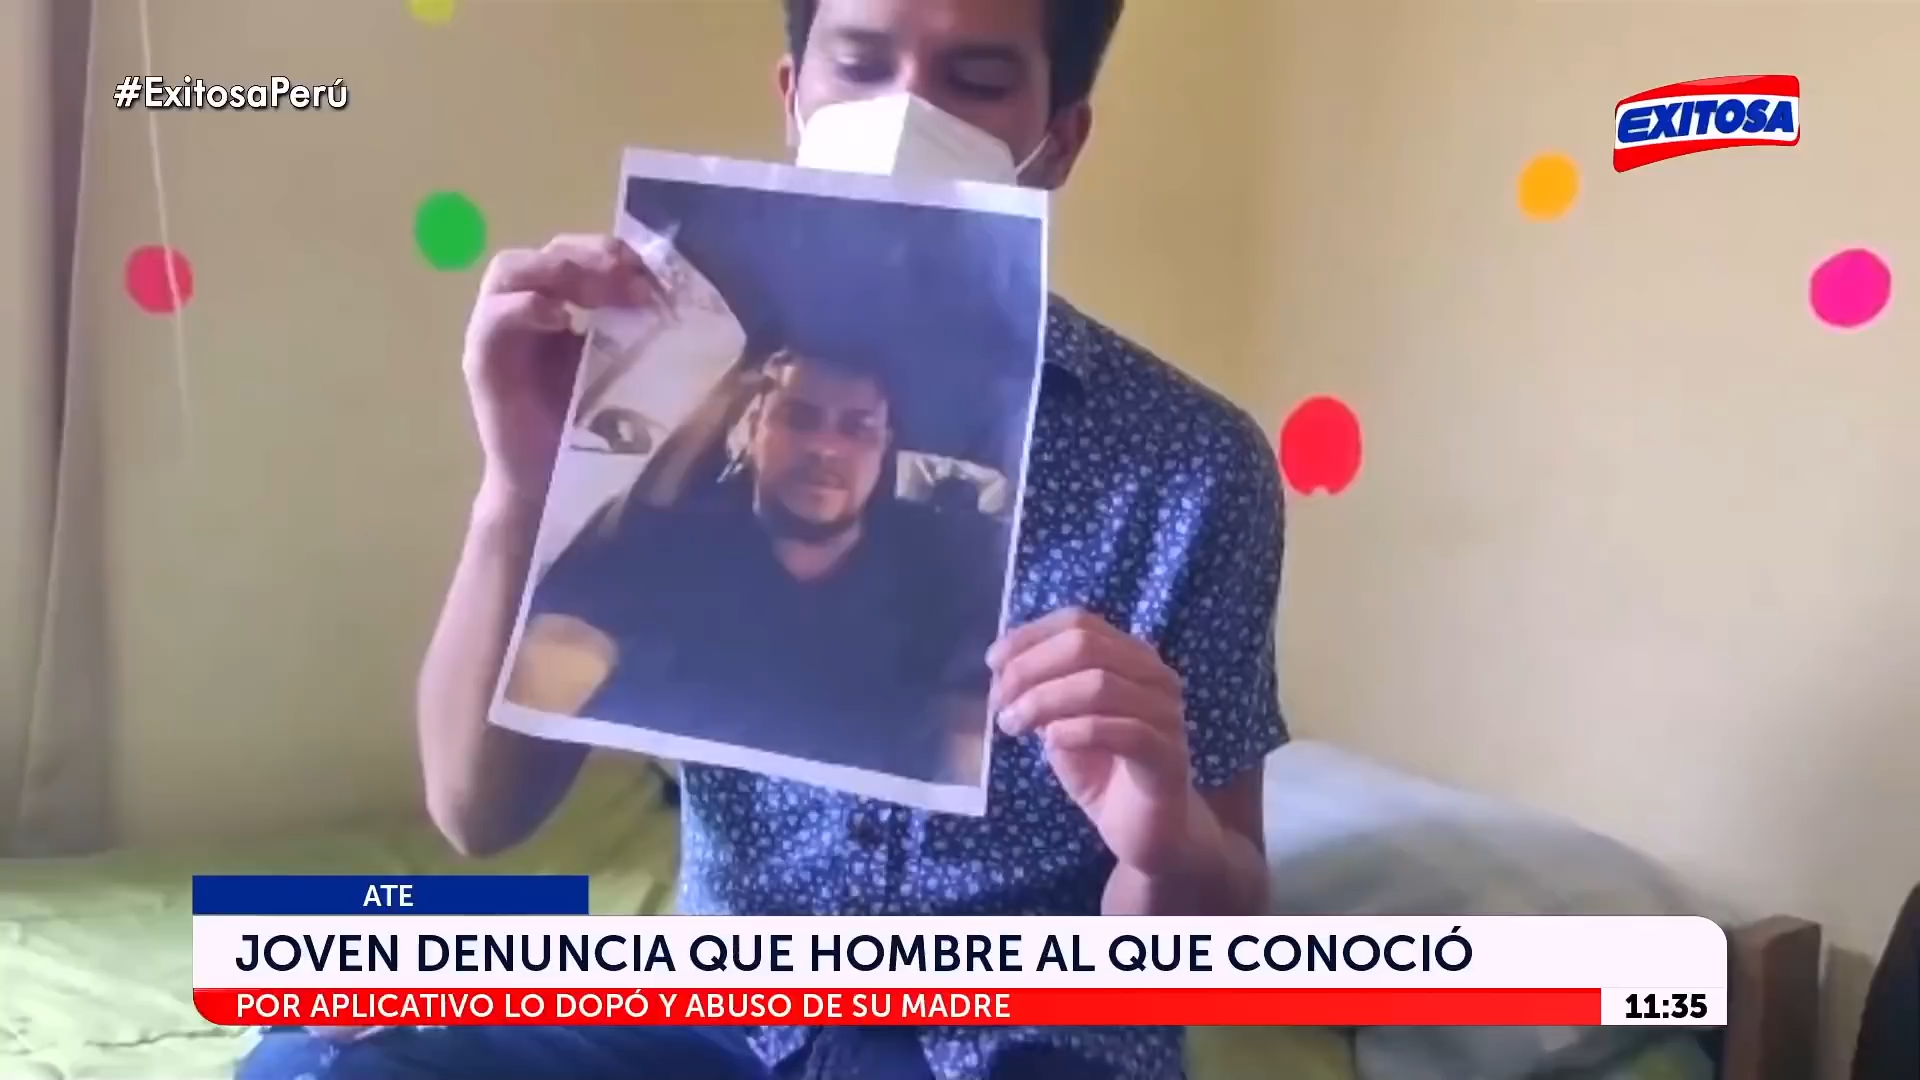 #ExitosaPerú
EXITOSA
ATE
JOVEN DENUNCIA QUE HOMBRE AL QUE CONOCIÓ
POR APLICATIVO LO DOPÓ Y ABUSO DE SU MADRE
11:35